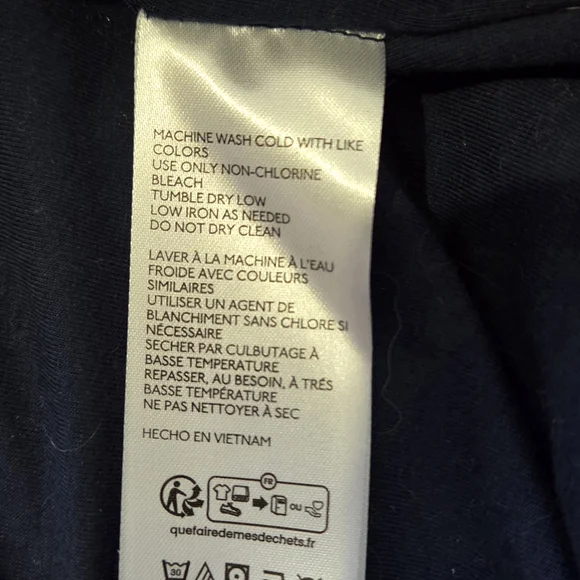 MACHINE WASH COLD WITH LIKE
COLORS
USE ONLY NON-CHLORINE
BLEACH
TUMBLE DRY LOW
LOW IRON AS NEEDED
DO NOT DRY CLEAN
LAVER À LA MACHINE À L'EAU
FROIDE AVEC COULEURS
SIMILAIRES
UTILISER UN AGENT DE
BLANCHIMENT SANS CHLORE SI
NÉCESSAIRE
SECHER PAR CULBUTAGE À
BASSE TEMPERATURE
REPASSER, AU BESOIN, À TRÉS
BASSE TEMPÉRATURE
NE PAS NETTOYER À SEC
HECHO EN VIETNAM
FR
OU
quefairedemesdechets.fr
30